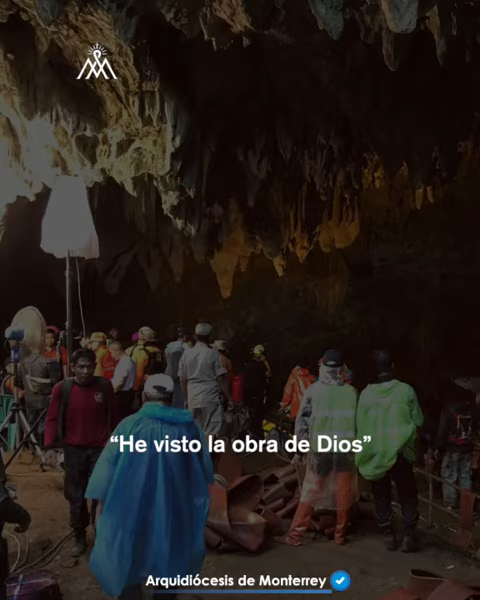 “He visto la obra de Dios”
Arquidiócesis de Monterrey